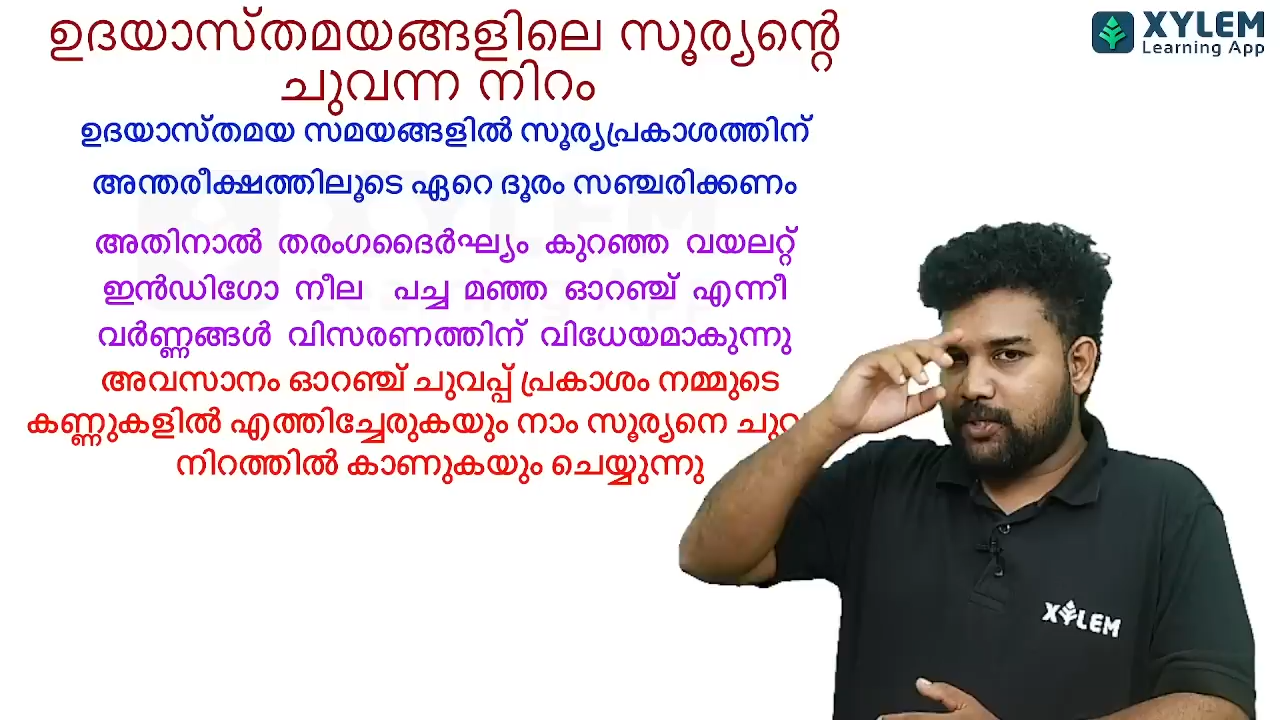 ഉദയാസ്തമയങ്ങളിലെ സൂര്യന്റെ
ചുവന്ന നിറം
XYLEM
Learning App
ഉദയാസ്തമയ സമയങ്ങളിൽ സൂര്യപ്രകാശത്തിന്
അന്തരീക്ഷത്തിലൂടെ ഏറെ ദൂരം സഞ്ചരിക്കണം
അതിനാൽ തരംഗദൈർഘ്യം കുറഞ്ഞ വയലറ്റ്
ഇൻഡിഗോ നീല പച്ച മഞ്ഞ ഓറഞ്ച് എന്നീ
വർണ്ണങ്ങൾ വിസരണത്തിന് വിധേയമാകുന്നു
അവസാനം ഓറഞ്ച് ചുവപ്പ് പ്രകാശം നമ്മുടെ
കണ്ണുകളിൽ എത്തിച്ചേരുകയും നാം സൂര്യനെ
നിറത്തിൽ കാണുകയും ചെയ്യുന്നു
XYLEM